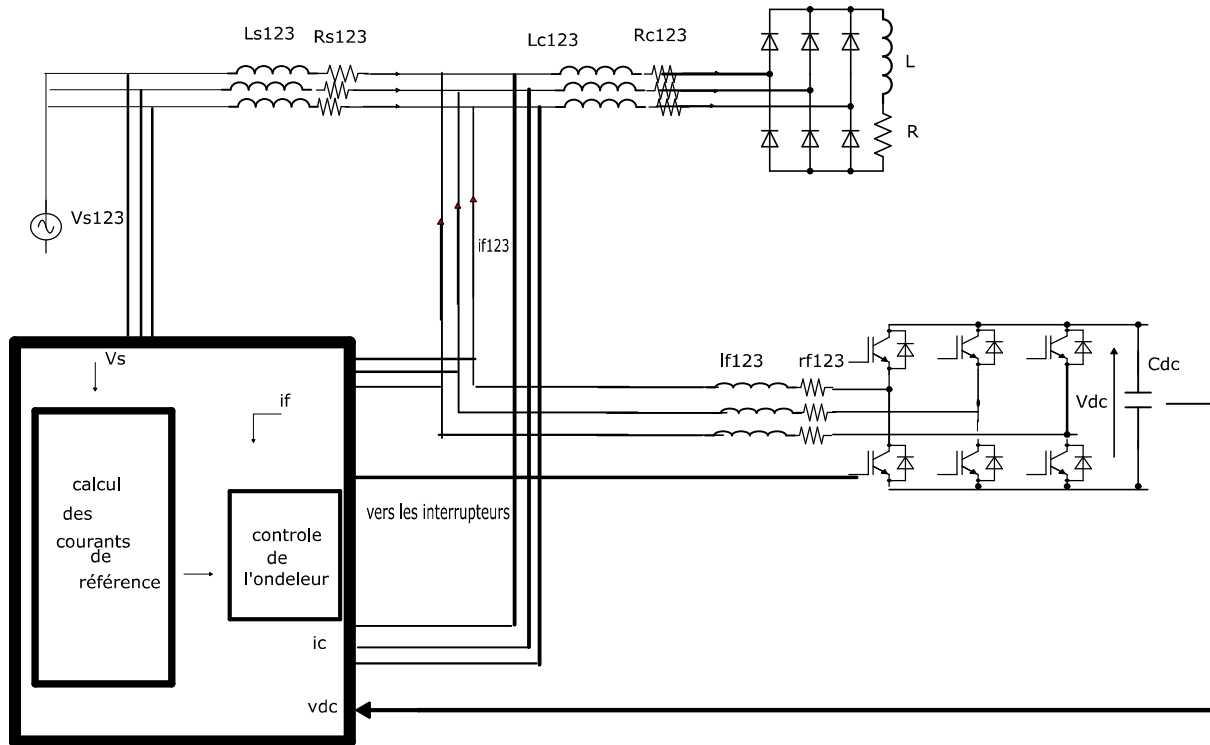 Ls123
Rs123
Lc123
Rc123
L
R
Vs123
if123
lf123
rf123
Vdc
Cdc
Vs
if
calcul
des
courants
de
référence
controle
de
l'ondeleur
vers les interrupteurs
ic
vdc